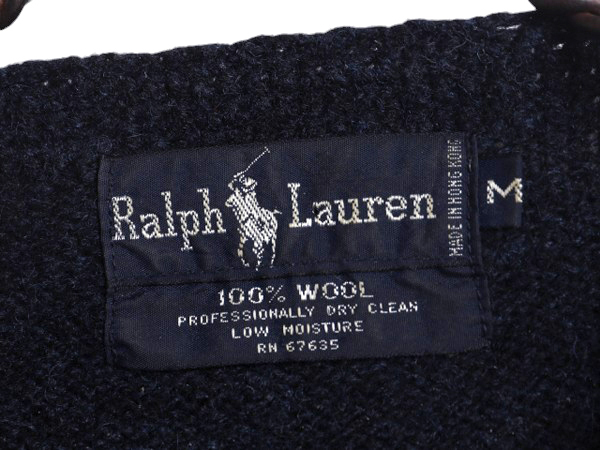 Ralph Lauren
MADE IN HONG KONG
M
100% WOOL
PROFESSIONALLY DRY CLEAN
LOW MOISTURE
RN 67635